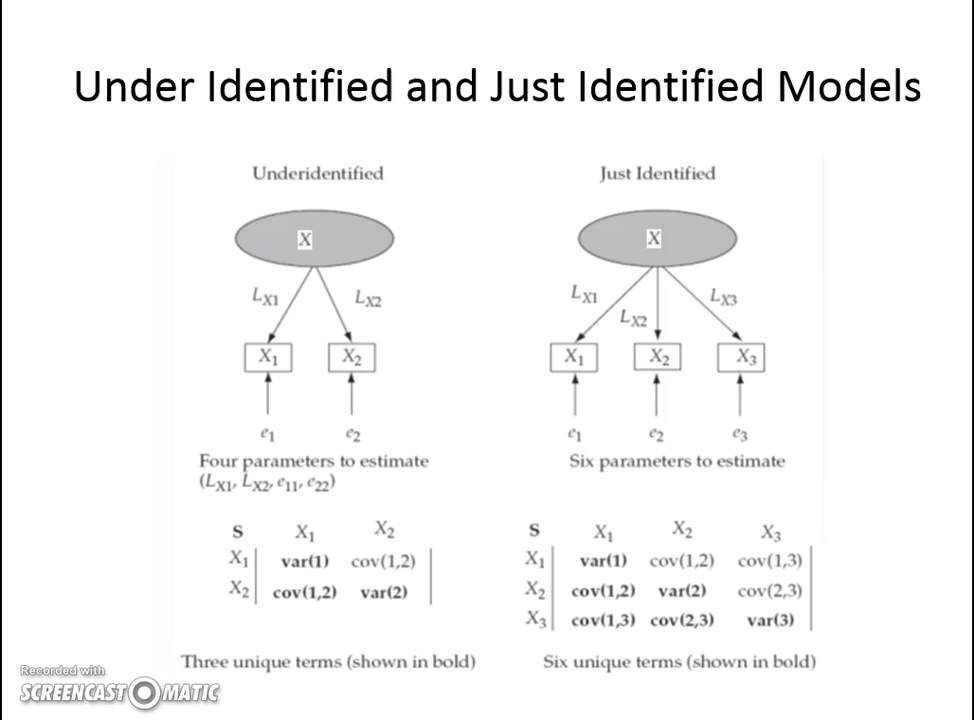 Under Identified and Just Identified Models
Underidentified
X
LX1
LX2
X1
X2
e1
e2
Four parameters to estimate
(LX1, LX2, e11, e22)
S X1 X2
X1 var(1) cov(1,2)
X2 cov(1,2) var(2)
Three unique terms (shown in bold)
Just Identified
X
LX1
LX2
LX3
X1
X2
X3
e1
e2
e3
Six parameters to estimate
S X1 X2 X3
X1 var(1) cov(1,2) cov(1,3)
X2 cov(1,2) var(2) cov(2,3)
X3 cov(1,3) cov(2,3) var(3)
Six unique terms (shown in bold)
Recorded with
SCREENCAST MATIC